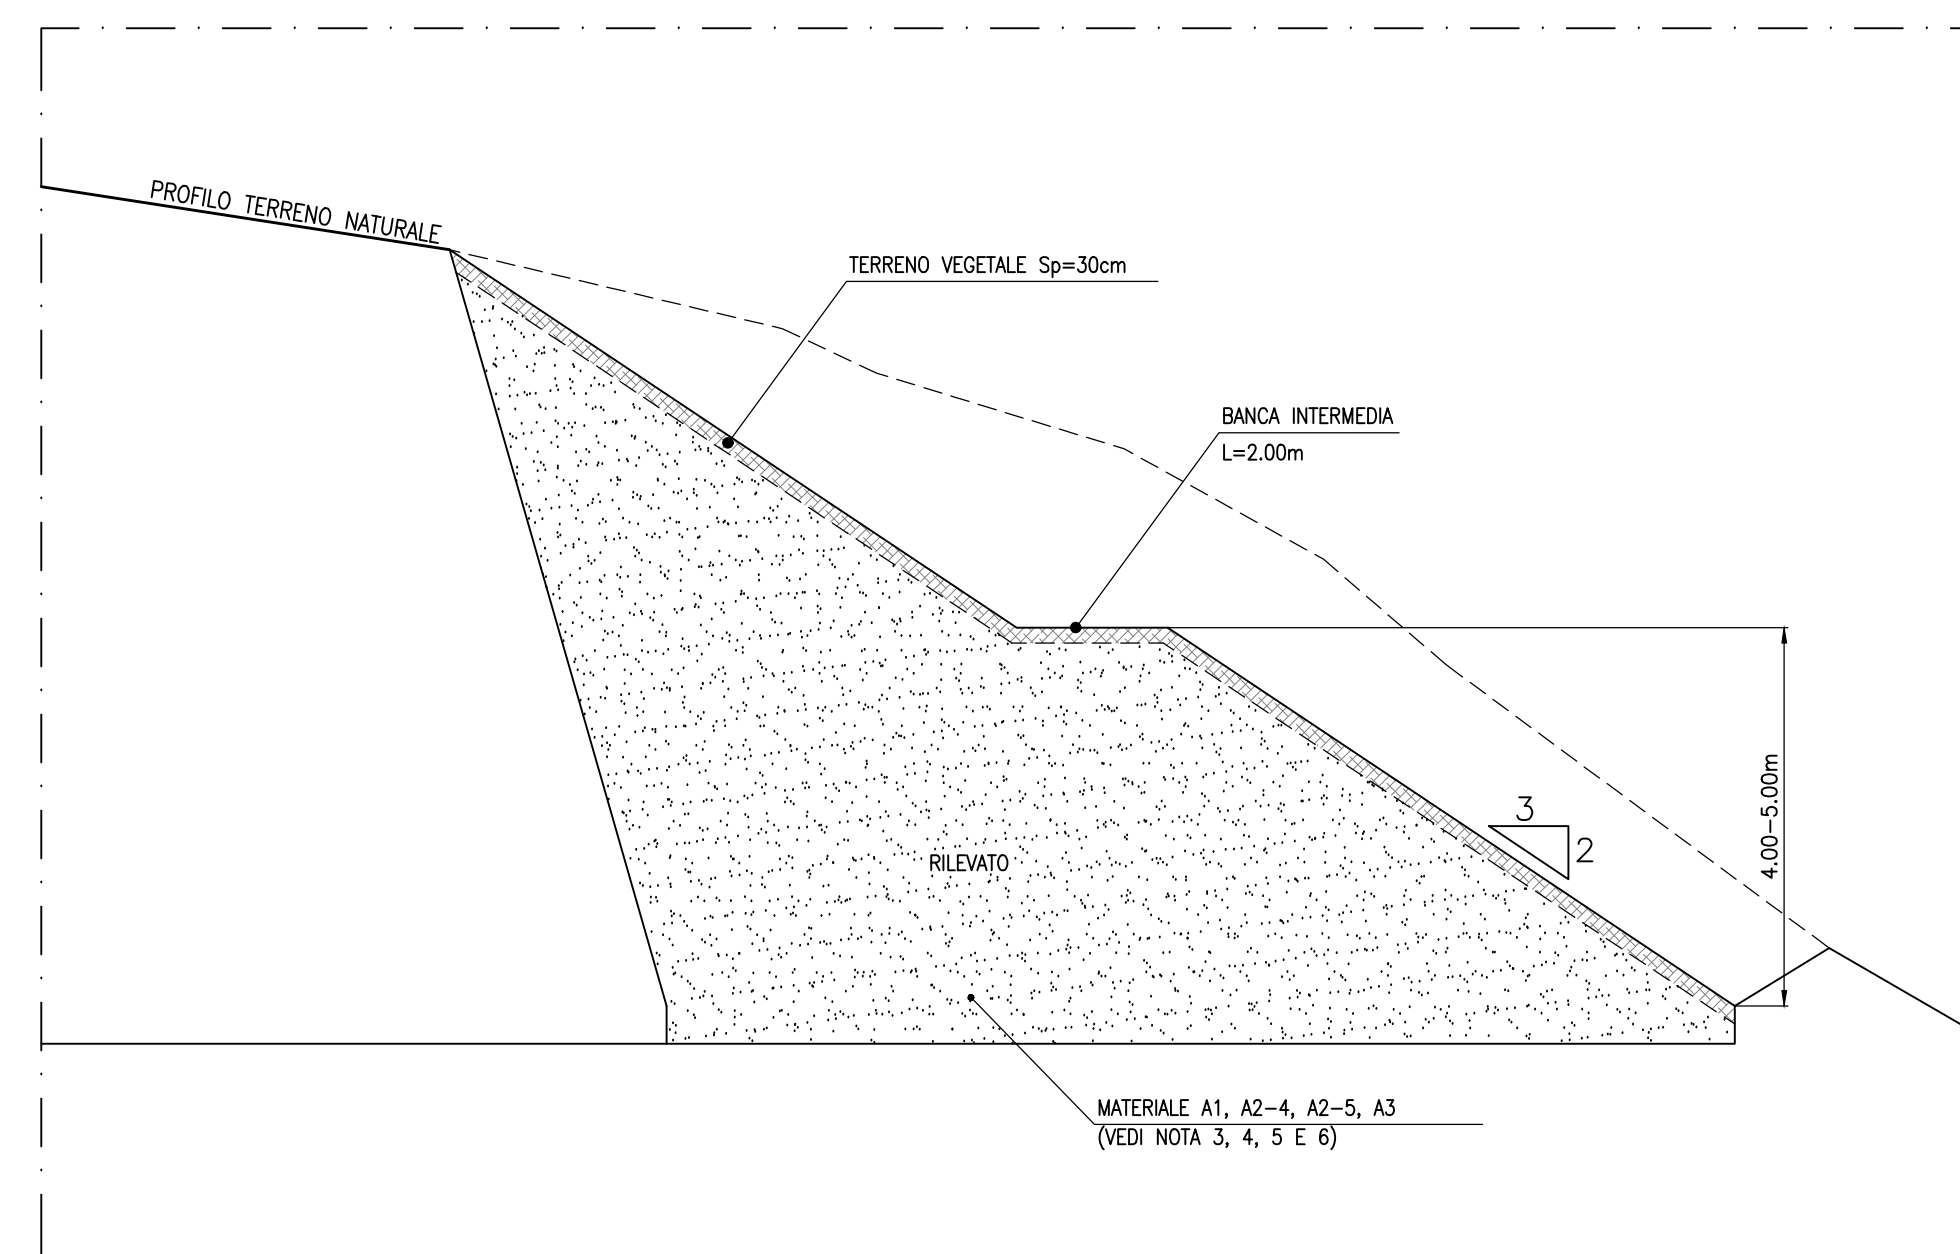 PROFILO TERRENO NATURALE
TERRENO VEGETALE Sp=30cm
BANCA INTERMEDIA
L=2.00m
3
2
4.00-5.00m
RILEVATO
MATERIALE A1, A2-4, A2-5, A3
(VEDI NOTA 3, 4, 5 E 6)